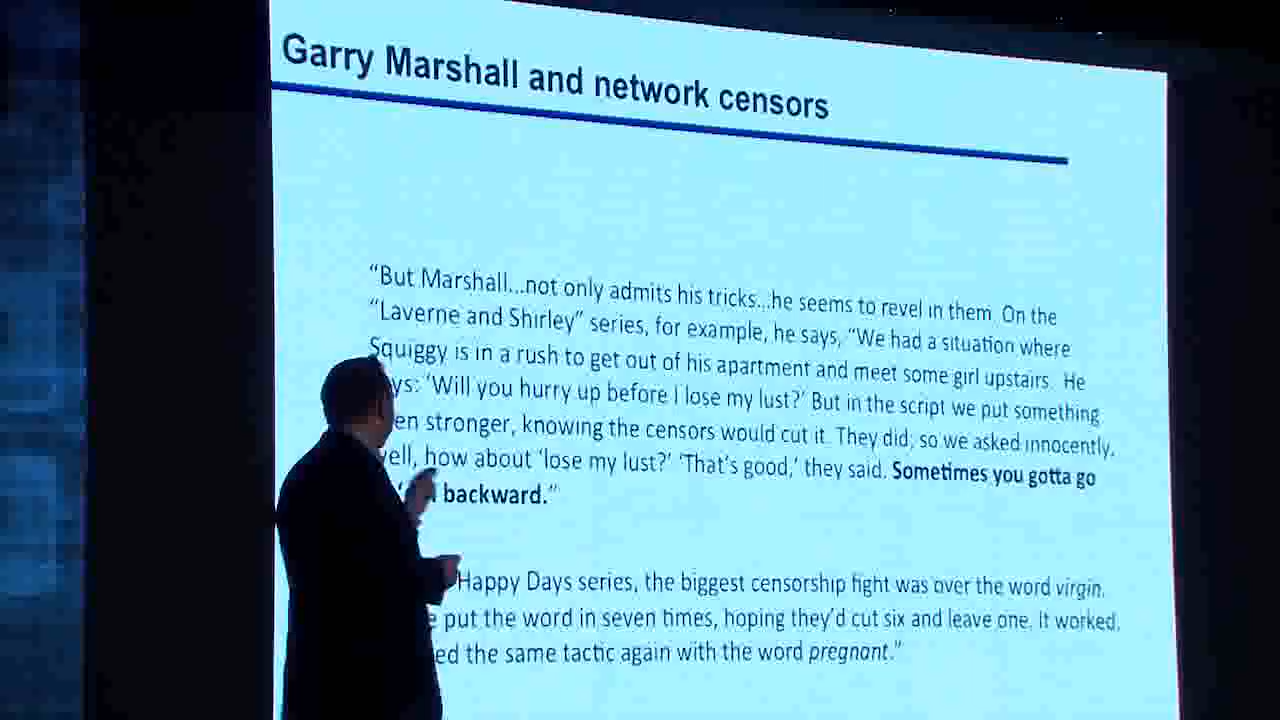 Garry Marshall and network censors
“But Marshall...not only admits his tricks...he seems to revel in them. On the
“Laverne and Shirley” series, for example, he says, “We had a situation where
Squiggy is in a rush to get out of his apartment and meet some girl upstairs. He
ys: ‘Will you hurry up before I lose my lust?’ But in the script we put something
en stronger, knowing the censors would cut it. They did; so we asked innocently,
ell, how about ‘lose my lust?’ ‘That’s good,’ they said. Sometimes you gotta go
backward.”
Happy Days series, the biggest censorship fight was over the word virgin.
e put the word in seven times, hoping they’d cut six and leave one. It worked.
ed the same tactic again with the word pregnant.”